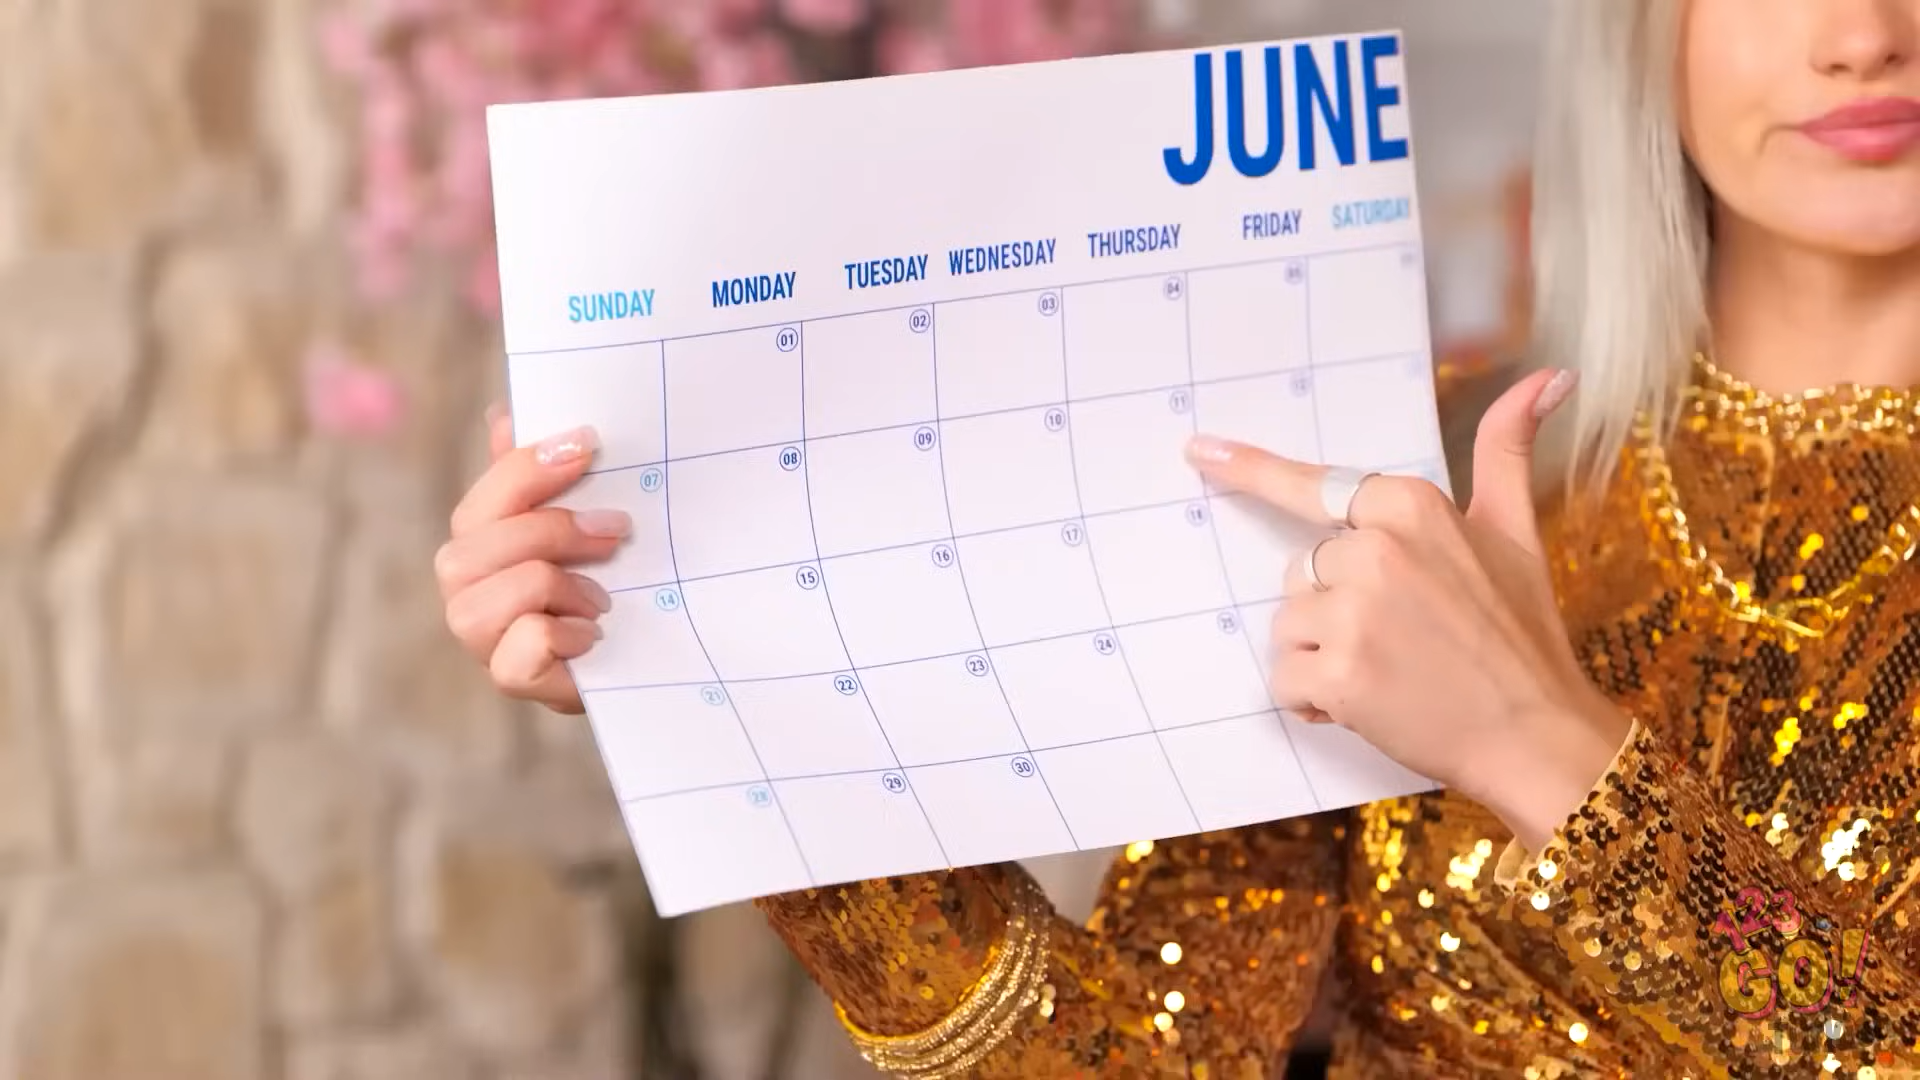 JUNE
SUNDAY MONDAY TUESDAY WEDNESDAY THURSDAY FRIDAY SATURDAY
01 02 03 04 05
07 08 09 10 11 12
14 15 16 17 18
21 22 23 24 25
28 29 30
123
GO!